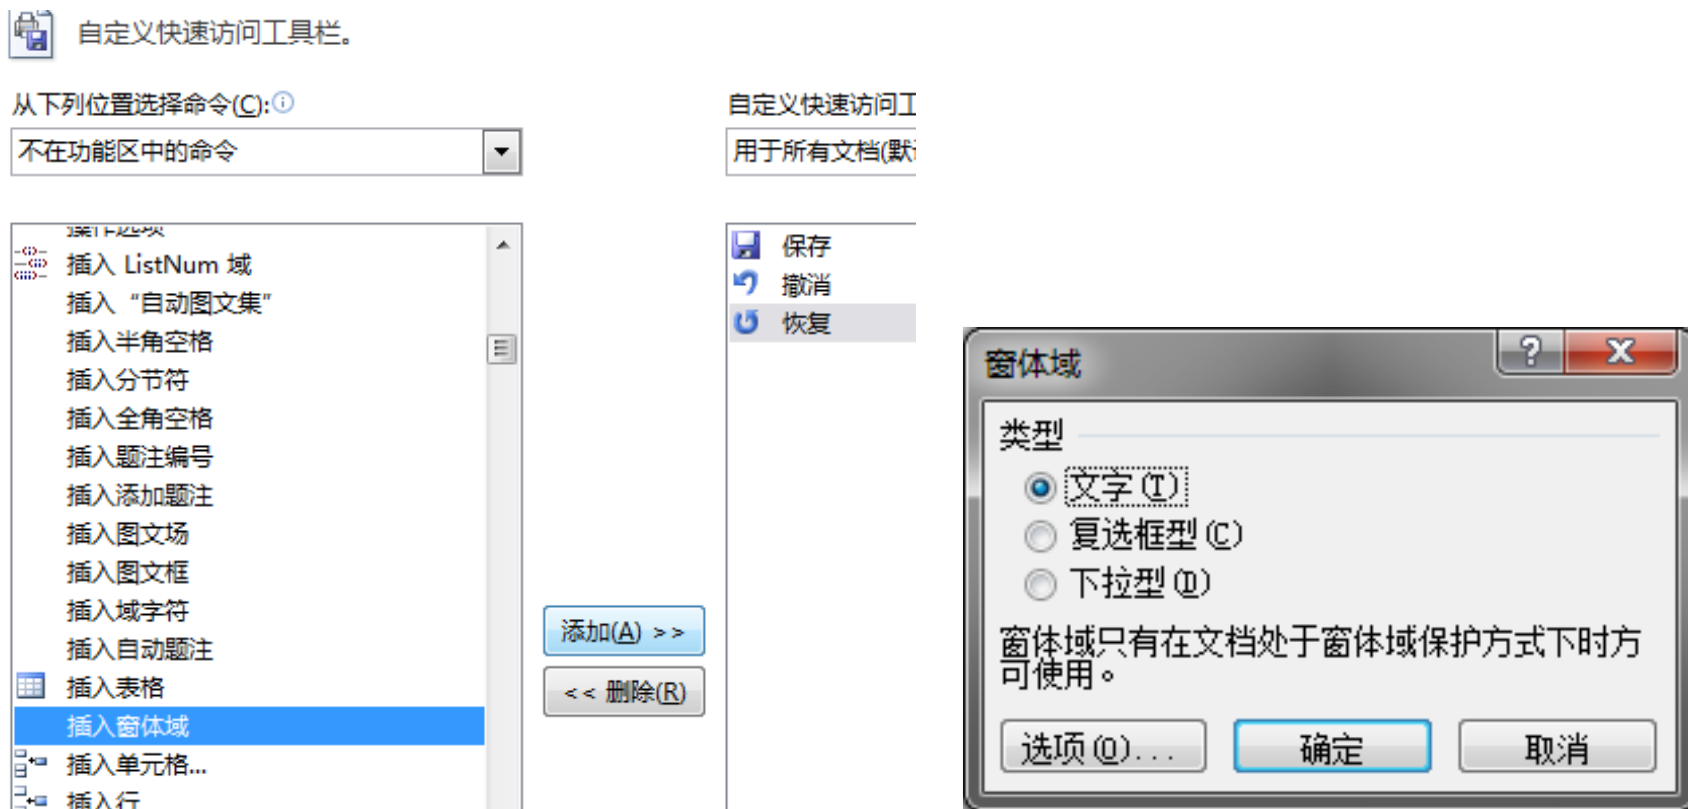 自定义快速访问工具栏。
从下列位置选择命令(C):
不在功能区中的命令
操作选项
插入 ListNum 域
插入“自动图文集”
插入半角空格
插入分节符
插入全角空格
插入题注编号
插入添加题注
插入图文场
插入图文框
插入域字符
插入自动题注
插入表格
插入窗体域
插入单元格...
插入行
添加(A) >>
<< 删除(R)
自定义快速访问工
用于所有文档(默
保存
撤消
恢复
窗体域
类型
文字(T)
复选框型(C)
下拉型(D)
窗体域只有在文档处于窗体域保护方式下时方
可使用。
选项(O)...
确定
取消